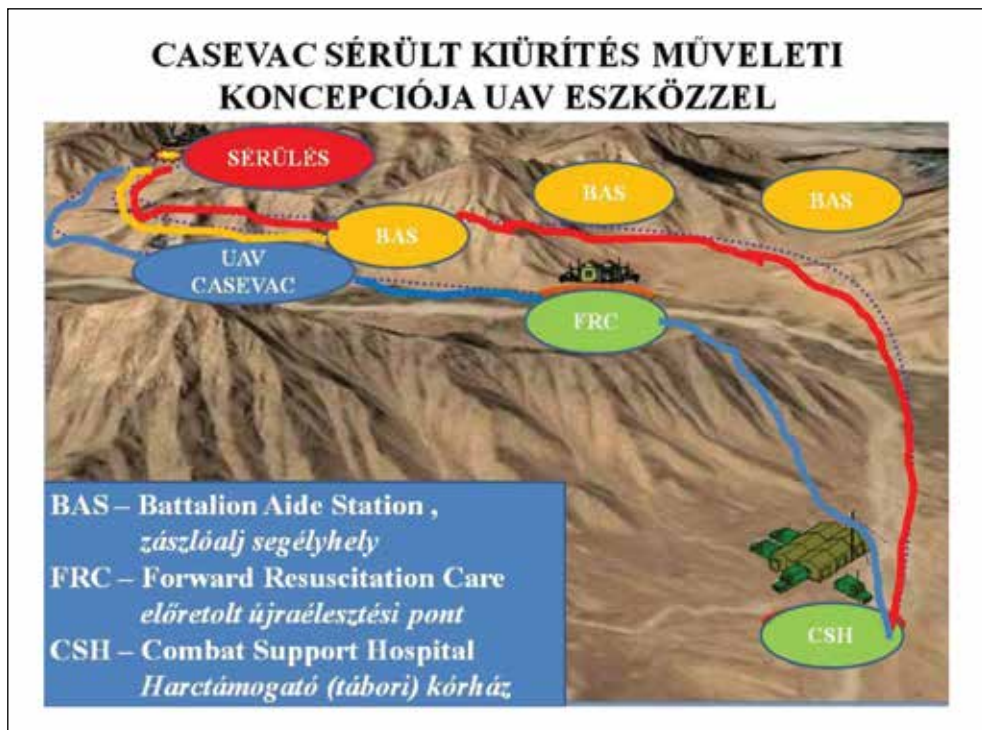 CASEVAC SÉRÜLT KIÜRÍTÉS MŰVELETI
KONCEPCIÓJA UAV ESZKÖZZEL
SÉRÜLÉS
BAS
BAS
BAS
UAV
CASEVAC
FRC
CSH
BAS – Battalion Aide Station ,
zászlóalj segélyhely
FRC – Forward Resuscitation Care
előretolt újraélesztési pont
CSH – Combat Support Hospital
Harctámogató (tábori) kórház